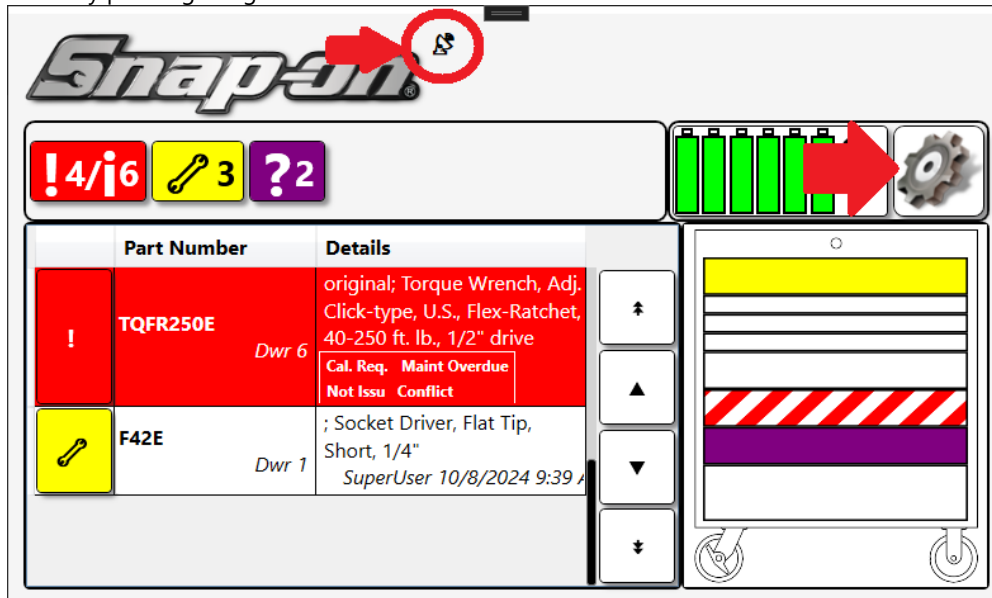 Snap-on®
!4/i6 3 ?2
Part Number Details
! TQFR250E Dwr 6
original; Torque Wrench, Adj.
Click-type, U.S., Flex-Ratchet,
40-250 ft. lb., 1/2" drive
Cal. Req. Maint Overdue
Not Issu Conflict
F42E Dwr 1
; Socket Driver, Flat Tip,
Short, 1/4"
SuperUser 10/8/2024 9:39